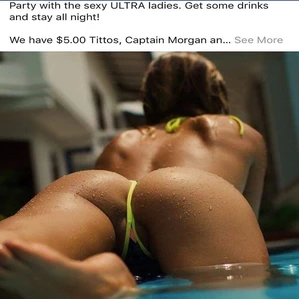 Party with the sexy ULTRA ladies. Get some drinks
and stay all night!
We have $5.00 Tittos, Captain Morgan an... See More